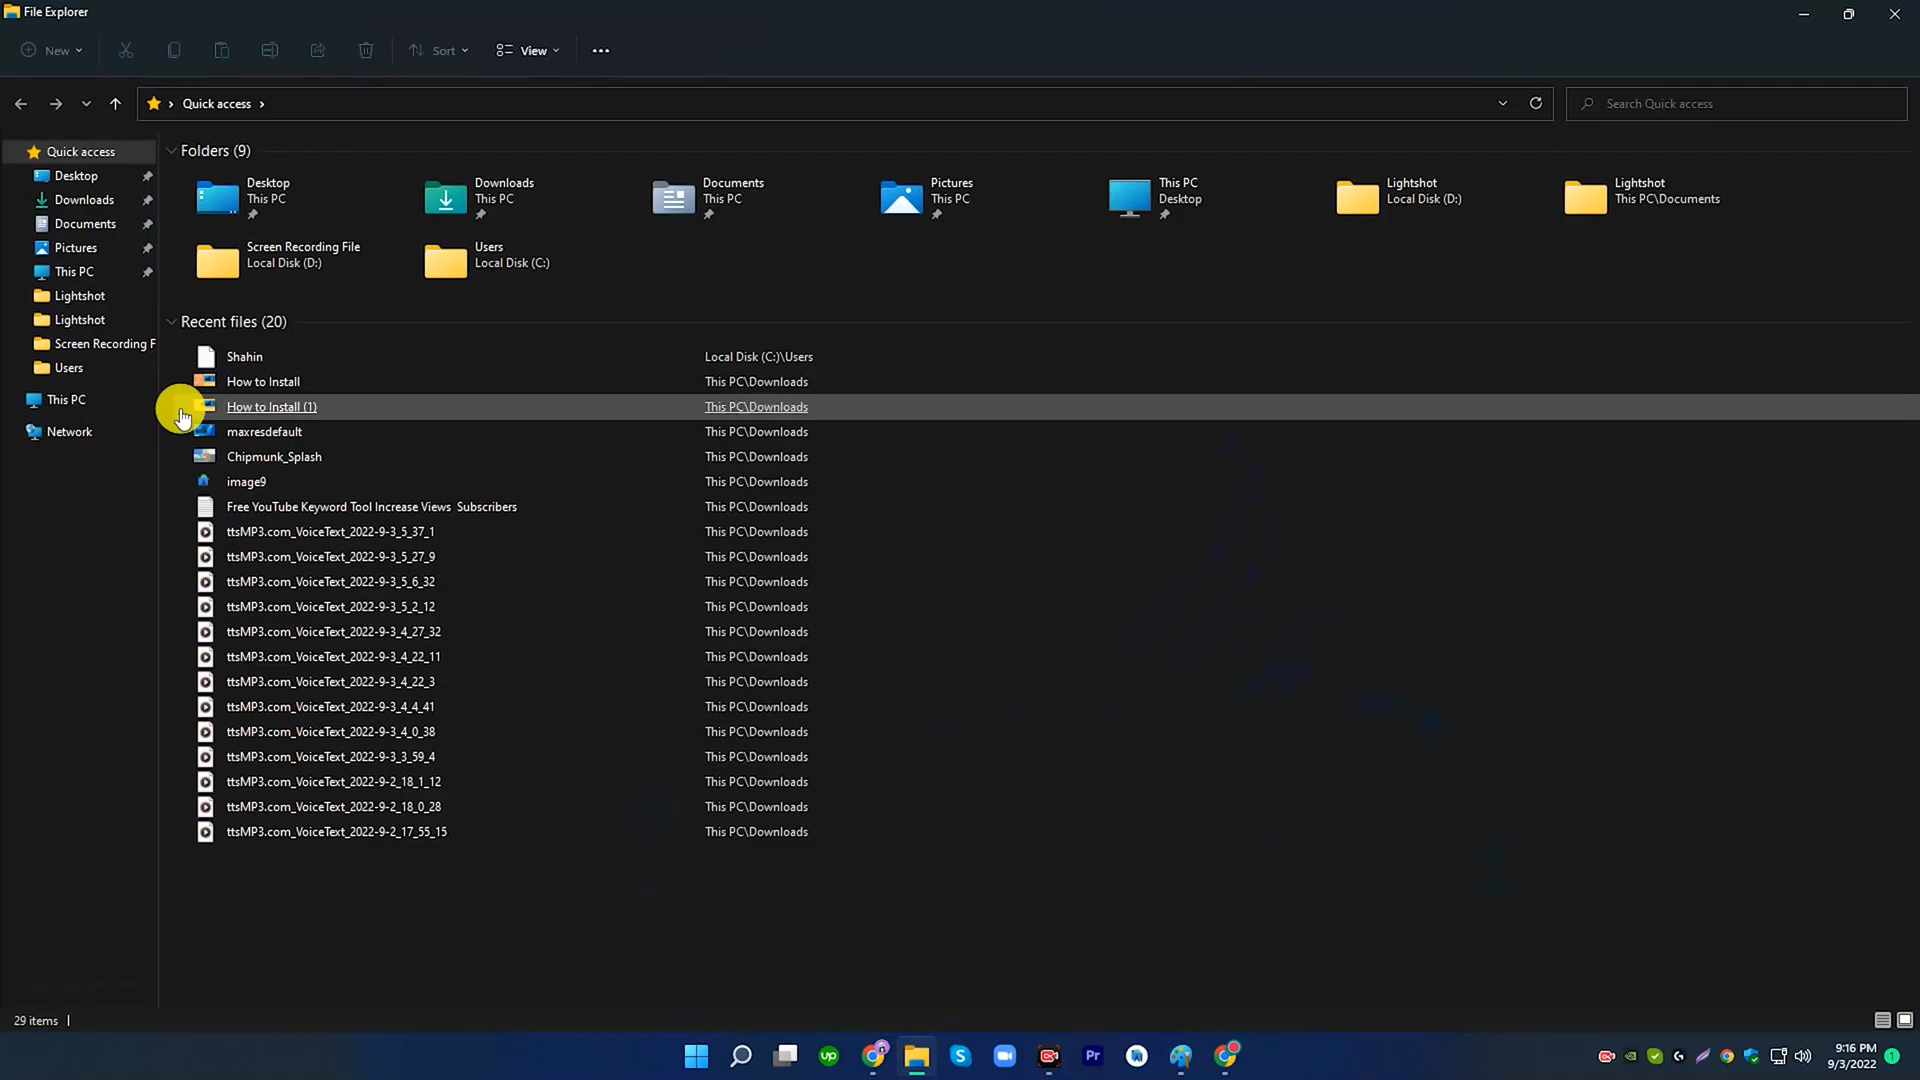 File Explorer
New
Sort
View
Quick access
Search Quick access
Quick access
Desktop
Downloads
Documents
Pictures
This PC
Lightshot
Lightshot
Screen Recording F
Users
This PC
Network
Folders (9)
Desktop
This PC
Downloads
This PC
Documents
This PC
Pictures
This PC
This PC
Desktop
Lightshot
Local Disk (D:)
Lightshot
This PC\Documents
Screen Recording File
Local Disk (D:)
Users
Local Disk (C:)
Recent files (20)
Shahin Local Disk (C:)\Users
How to Install This PC\Downloads
How to Install (1) This PC\Downloads
maxresdefault This PC\Downloads
Chipmunk_Splash This PC\Downloads
image9 This PC\Downloads
Free YouTube Keyword Tool Increase Views  Subscribers This PC\Downloads
ttsMP3.com_VoiceText_2022-9-3_5_37_1 This PC\Downloads
ttsMP3.com_VoiceText_2022-9-3_5_27_9 This PC\Downloads
ttsMP3.com_VoiceText_2022-9-3_5_6_32 This PC\Downloads
ttsMP3.com_VoiceText_2022-9-3_5_2_12 This PC\Downloads
ttsMP3.com_VoiceText_2022-9-3_4_27_32 This PC\Downloads
ttsMP3.com_VoiceText_2022-9-3_4_22_11 This PC\Downloads
ttsMP3.com_VoiceText_2022-9-3_4_22_3 This PC\Downloads
ttsMP3.com_VoiceText_2022-9-3_4_4_41 This PC\Downloads
ttsMP3.com_VoiceText_2022-9-3_4_0_38 This PC\Downloads
ttsMP3.com_VoiceText_2022-9-3_3_59_4 This PC\Downloads
ttsMP3.com_VoiceText_2022-9-2_18_1_12 This PC\Downloads
ttsMP3.com_VoiceText_2022-9-2_18_0_28 This PC\Downloads
ttsMP3.com_VoiceText_2022-9-2_17_55_15 This PC\Downloads
29 items
up
Pr
9:16 PM
9/3/2022
1